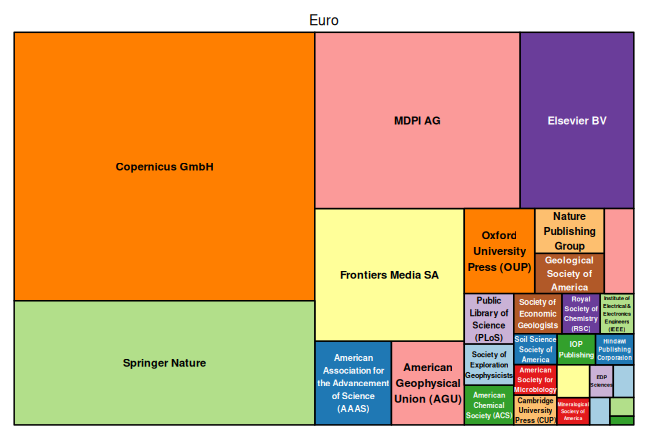 Euro
Copernicus GmbH
MDPI AG
Elsevier BV
Springer Nature
Frontiers Media SA
Oxford
University
Press (OUP)
Nature
Publishing
Group
Geological
Society of
America
American
Association for
the Advancement
of Science
(AAAS)
American
Geophysical
Union (AGU)
Public
Library of
Science
(PLoS)
Society of
Exploration
Geophysicists
American
Chemical
Society (ACS)
Society of
Economic
Geologists
Royal
Society of
Chemistry
(RSC)
Institute of
Electrical &
Electronics
Engineers
(IEEE)
Soil Science
Society of
America
IOP
Publishing
Hindawi
Publishing
Corporation
American
Society for
Microbiology
EDP
Sciences
Cambridge
University
Press (CUP)
Mineralogical
Society of
America